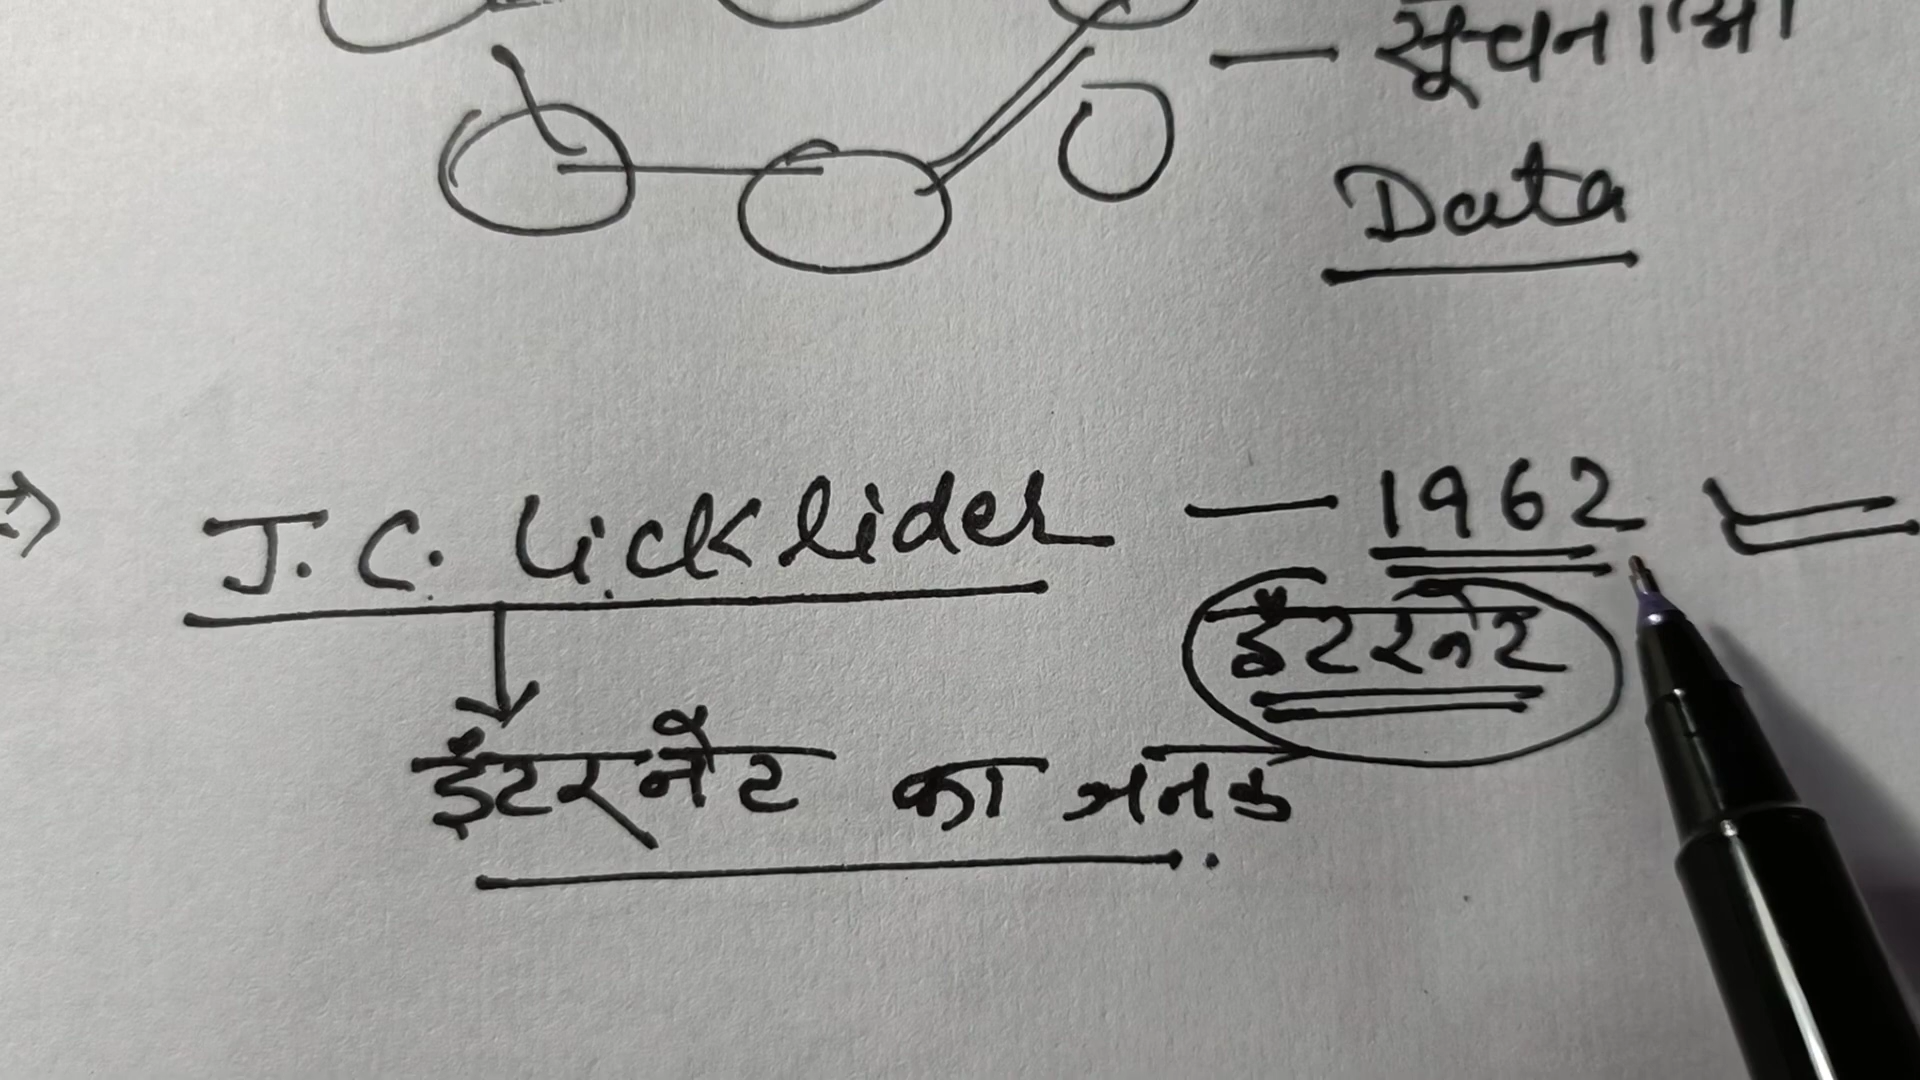 — सूचनाओ
Data
⇒ J. C. Licklider — 1962
इंटरनेट
इंटरनेट का जनक